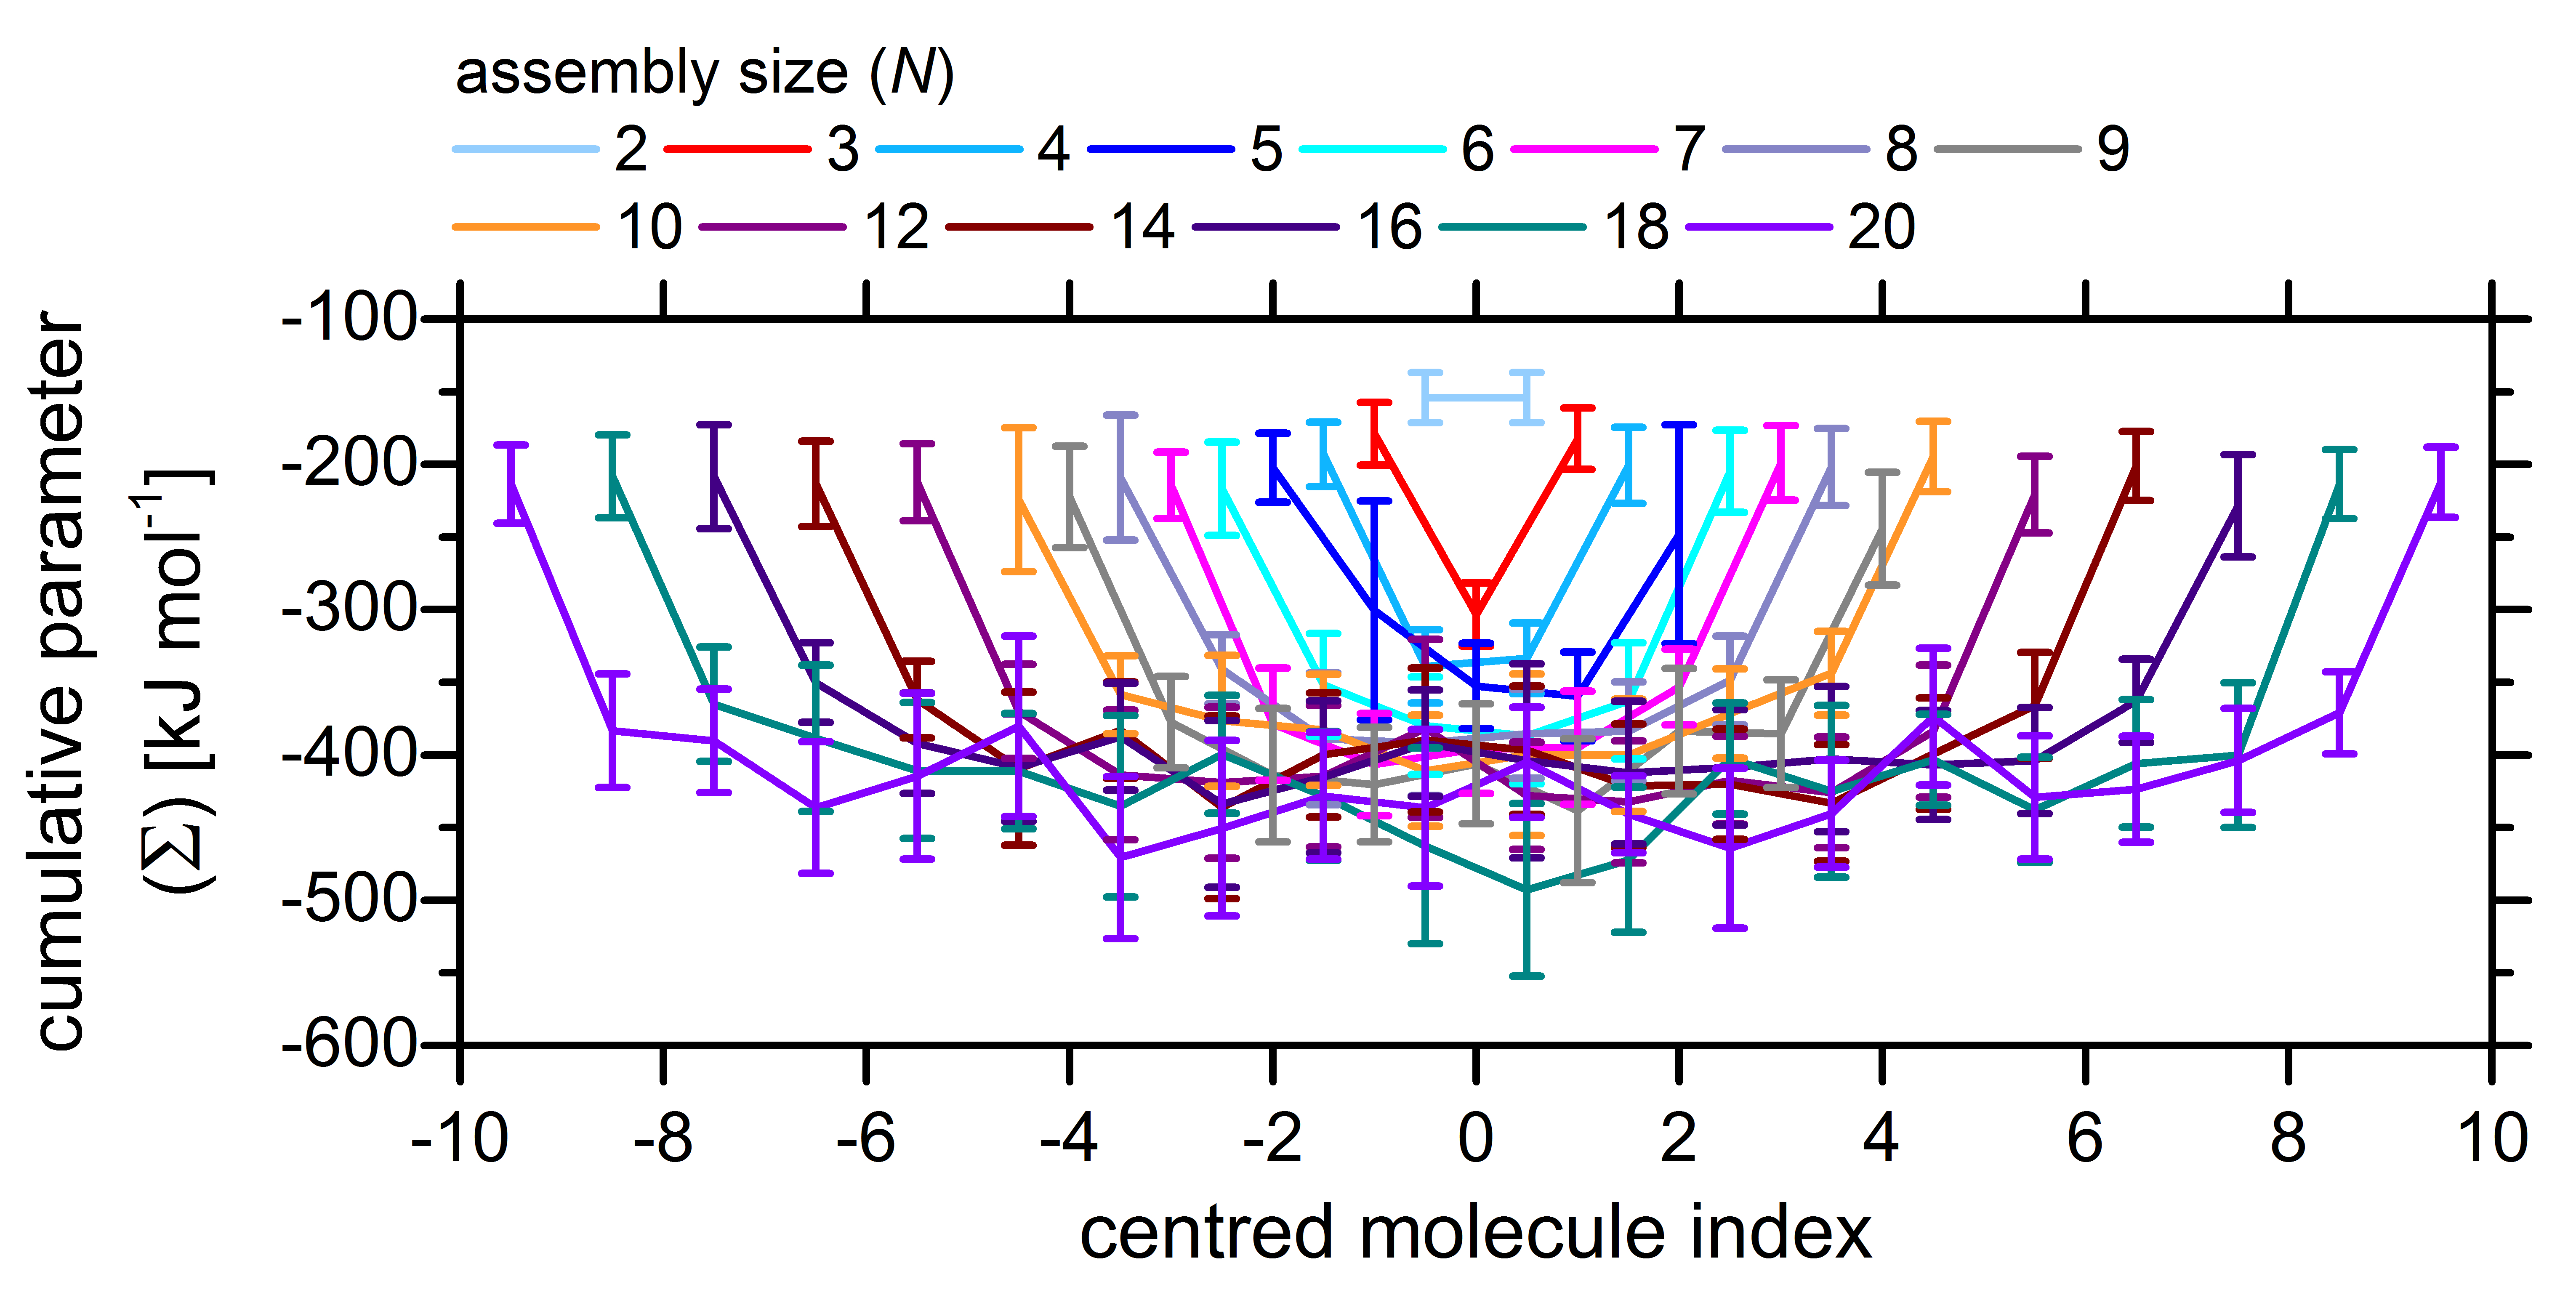 assembly size (N)
2 3 4 5 6 7 8 9
10 12 14 16 18 20
cumulative parameter
(Σ) [kJ mol⁻¹]
-100
-200
-300
-400
-500
-600
-10 -8 -6 -4 -2 0 2 4 6 8 10
centred molecule index